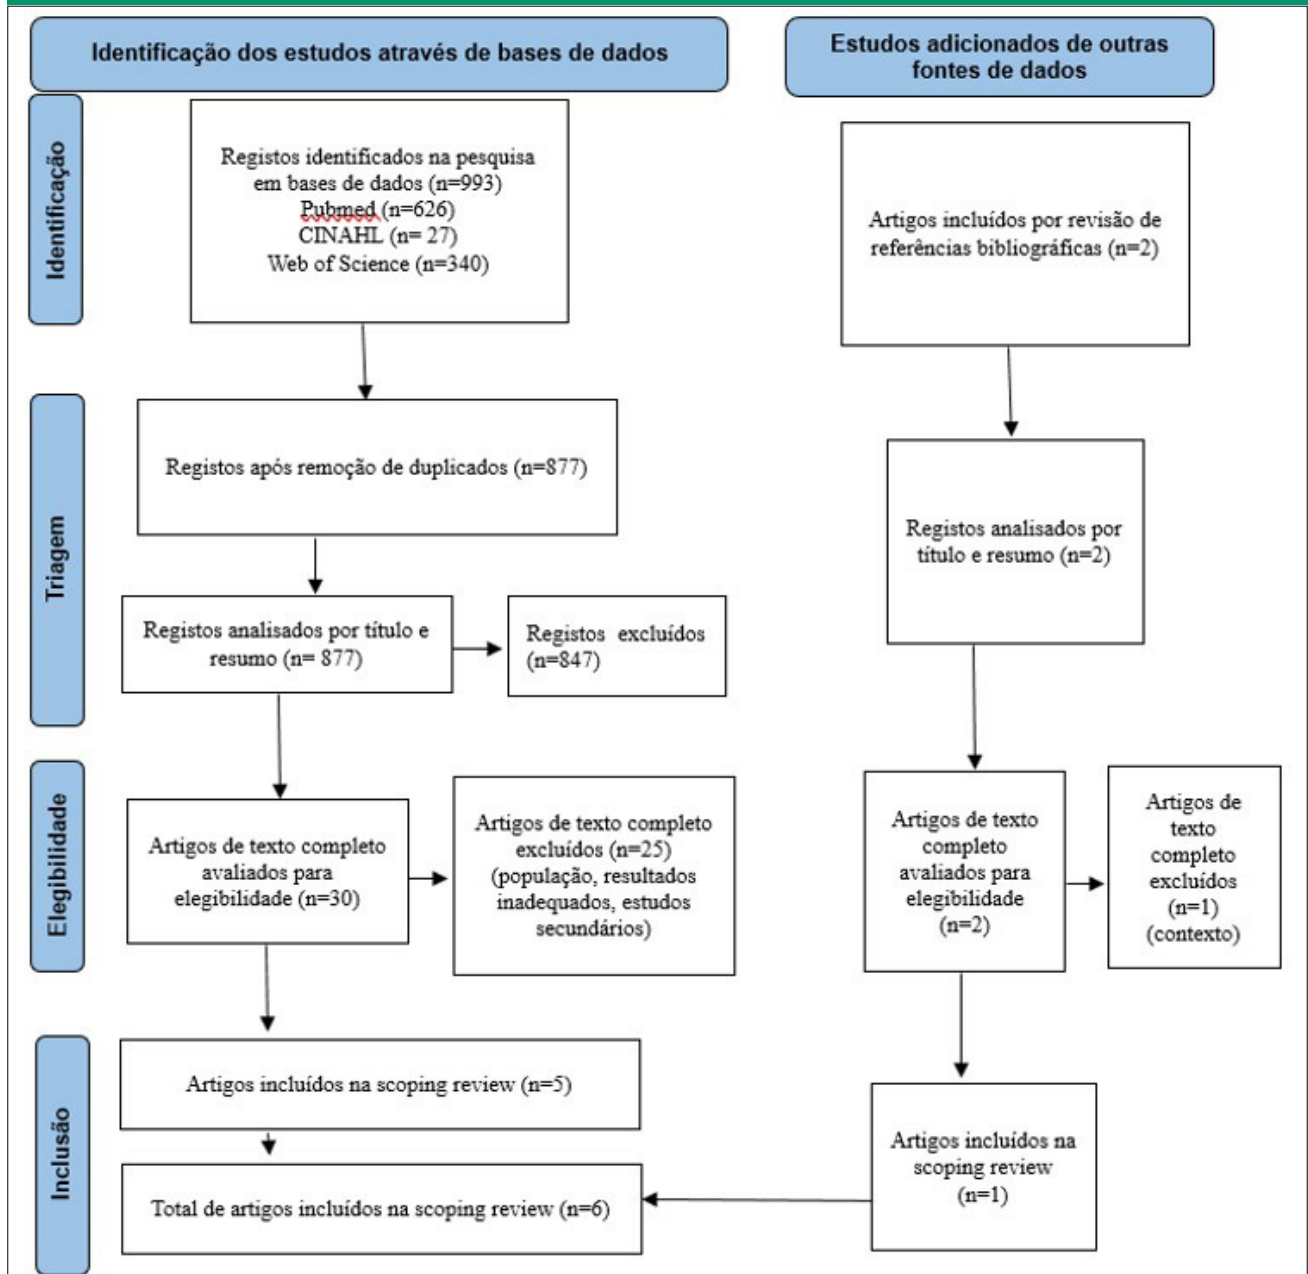 Identificação dos estudos através de bases de dados
Estudos adicionados de outras
fontes de dados
Identificação
Registos identificados na pesquisa
em bases de dados (n=993)
Pubmed (n=626)
CINAHL (n= 27)
Web of Science (n=340)
Artigos incluídos por revisão de
referências bibliográficas (n=2)
Triagem
Registos após remoção de duplicados (n=877)
Registos analisados por título e
resumo (n= 877)
Registos excluídos
(n=847)
Registos analisados por
título e resumo (n=2)
Elegibilidade
Artigos de texto completo
avaliados para
elegibilidade (n=30)
Artigos de texto completo
excluídos (n=25)
(população, resultados
inadequados, estudos
secundários)
Artigos de texto
completo
avaliados para
elegibilidade
(n=2)
Artigos de
texto
completo
excluídos
(n=1)
(contexto)
Inclusão
Artigos incluídos na scoping review (n=5)
Total de artigos incluídos na scoping review (n=6)
Artigos incluídos na
scoping review
(n=1)